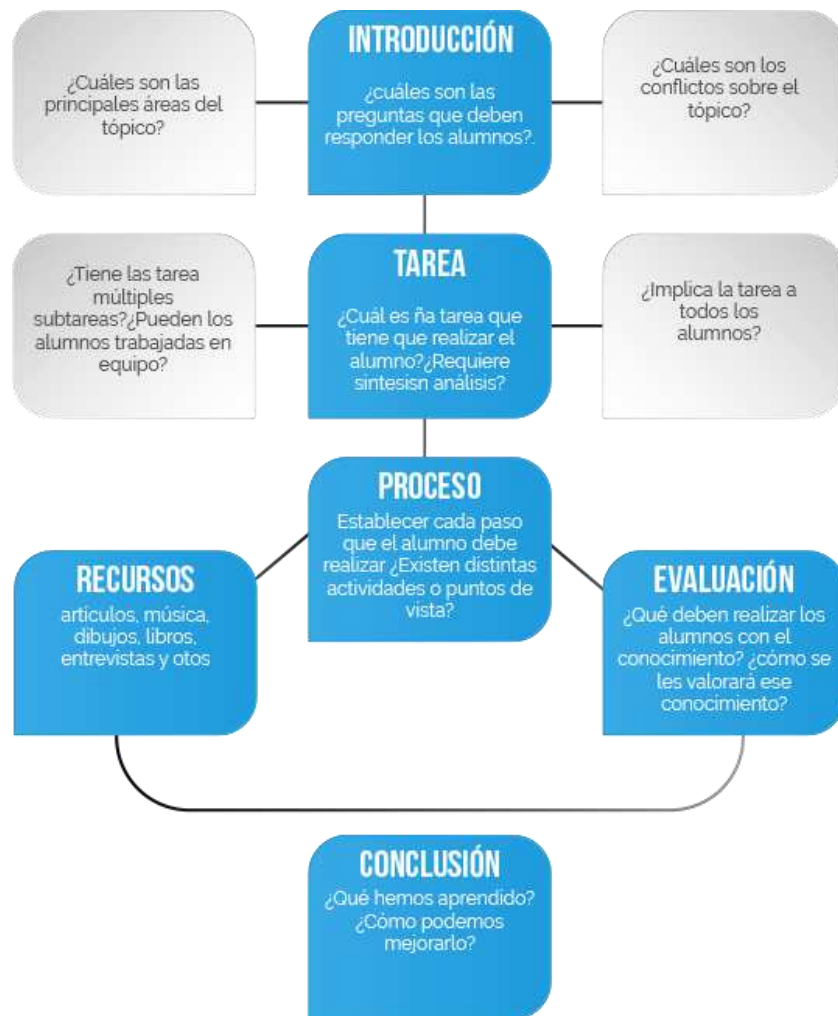 INTRODUCCIÓN
¿cuáles son las
preguntas que deben
responder los alumnos?.
¿Cuáles son las
principales áreas del
tópico?
¿Cuáles son los
conflictos sobre el
tópico?
TAREA
¿Cuál es ña tarea que
tiene que realizar el
alumno?¿Requiere
síntesisn análisis?
¿Tiene las tarea
múltiples
subtareas?¿Pueden los
alumnos trabajadas en
equipo?
¿Implica la tarea a
todos los
alumnos?
PROCESO
Establecer cada paso
que el alumno debe
realizar ¿Existen distintas
actividades o puntos de
vista?
RECURSOS
artículos, música,
dibujos, libros,
entrevistas y otos
EVALUACIÓN
¿Qué deben realizar los
alumnos con el
conocimiento? ¿cómo se
les valorará ese
conocimiento?
CONCLUSIÓN
¿Qué hemos aprendido?
¿Cómo podemos
mejorarlo?